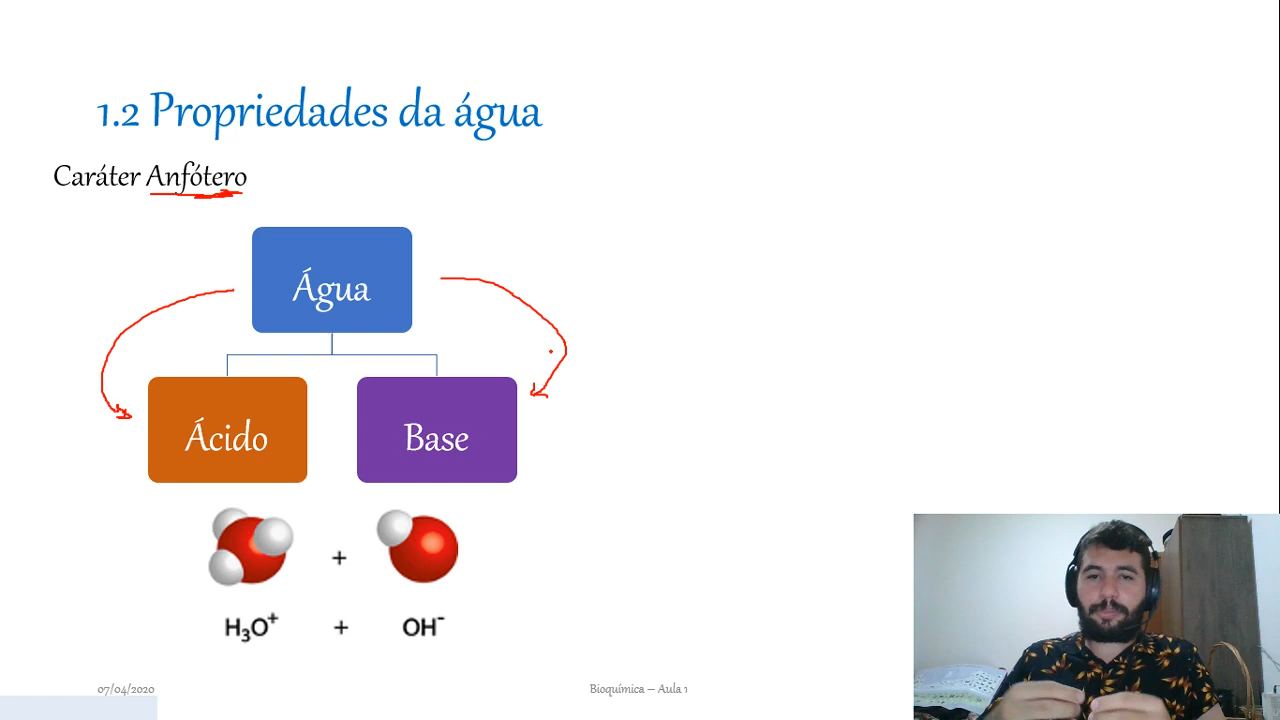 1.2 Propriedades da água
Caráter Anfótero
Água
Ácido
Base
+
H₃O⁺ + OH⁻
07/04/2020
Bioquímica – Aula 1